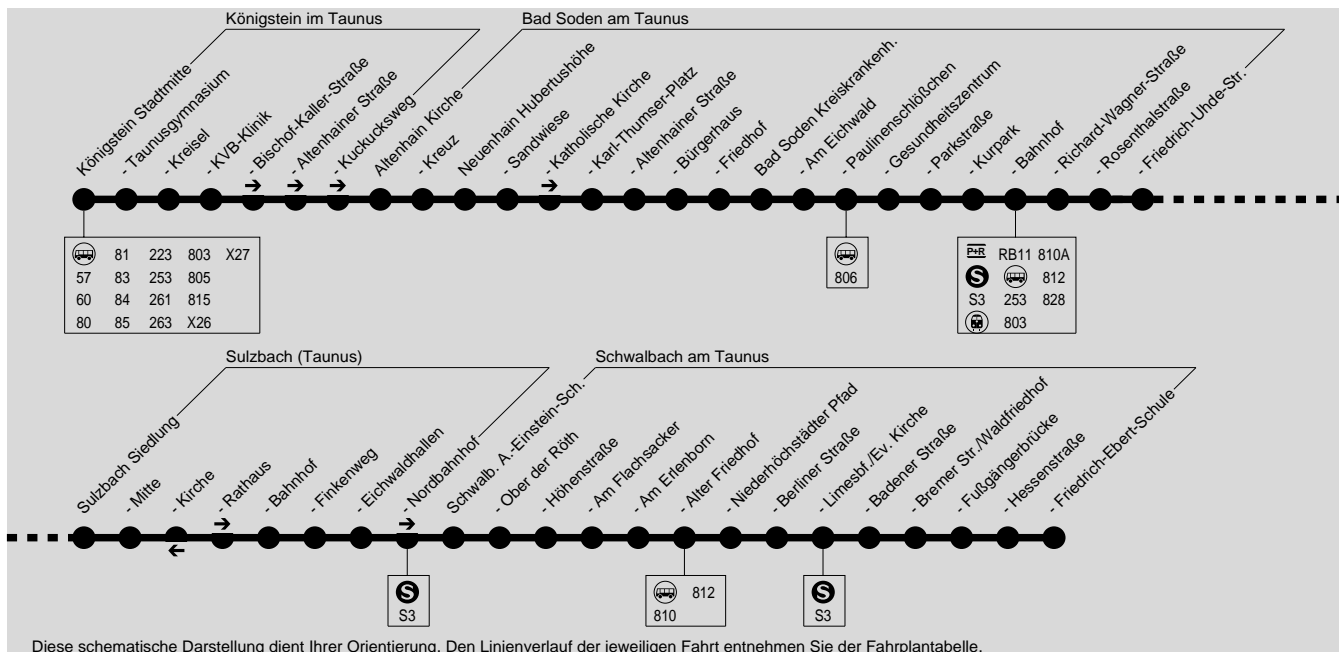 Königstein im Taunus
Bad Soden am Taunus
Königstein Stadtmitte
- Taunusgymnasium
- Kreisel
- KVB-Klinik
- Bischof-Kaller-Straße
- Altenhainer Straße
- Kuckucksweg
Altenhain Kirche
- Kreuz
Neuenhain Hubertushöhe
- Sandwiese
- Katholische Kirche
- Karl-Thumser-Platz
- Altenhainer Straße
- Bürgerhaus
- Friedhof
Bad Soden Kreiskrankenh.
- Am Eichwald
- Paulinenschlößchen
- Gesundheitszentrum
- Parkstraße
- Kurpark
- Bahnhof
- Richard-Wagner-Straße
- Rosenthalstraße
- Friedrich-Uhde-Str.
81 223 803 X27
57 83 253 805
60 84 261 815
80 85 263 X26
806
P+R RB11 810A
S 812
S3 253 828
803
Sulzbach (Taunus)
Schwalbach am Taunus
Sulzbach Siedlung
- Mitte
- Kirche
- Rathaus
- Bahnhof
- Finkenweg
- Eichwaldhallen
- Nordbahnhof
Schwalb. A.-Einstein-Sch.
- Ober der Röth
- Höhenstraße
- Am Flachsacker
- Am Erlenborn
- Alter Friedhof
- Niederhöchstädter Pfad
- Berliner Straße
- Limesbf./Ev. Kirche
- Badener Straße
- Bremer Str./Waldfriedhof
- Fußgängerbrücke
- Hessenstraße
- Friedrich-Ebert-Schule
S
S3
812
810
S
S3
Diese schematische Darstellung dient Ihrer Orientierung. Den Linienverlauf der jeweiligen Fahrt entnehmen Sie der Fahrplantabelle.